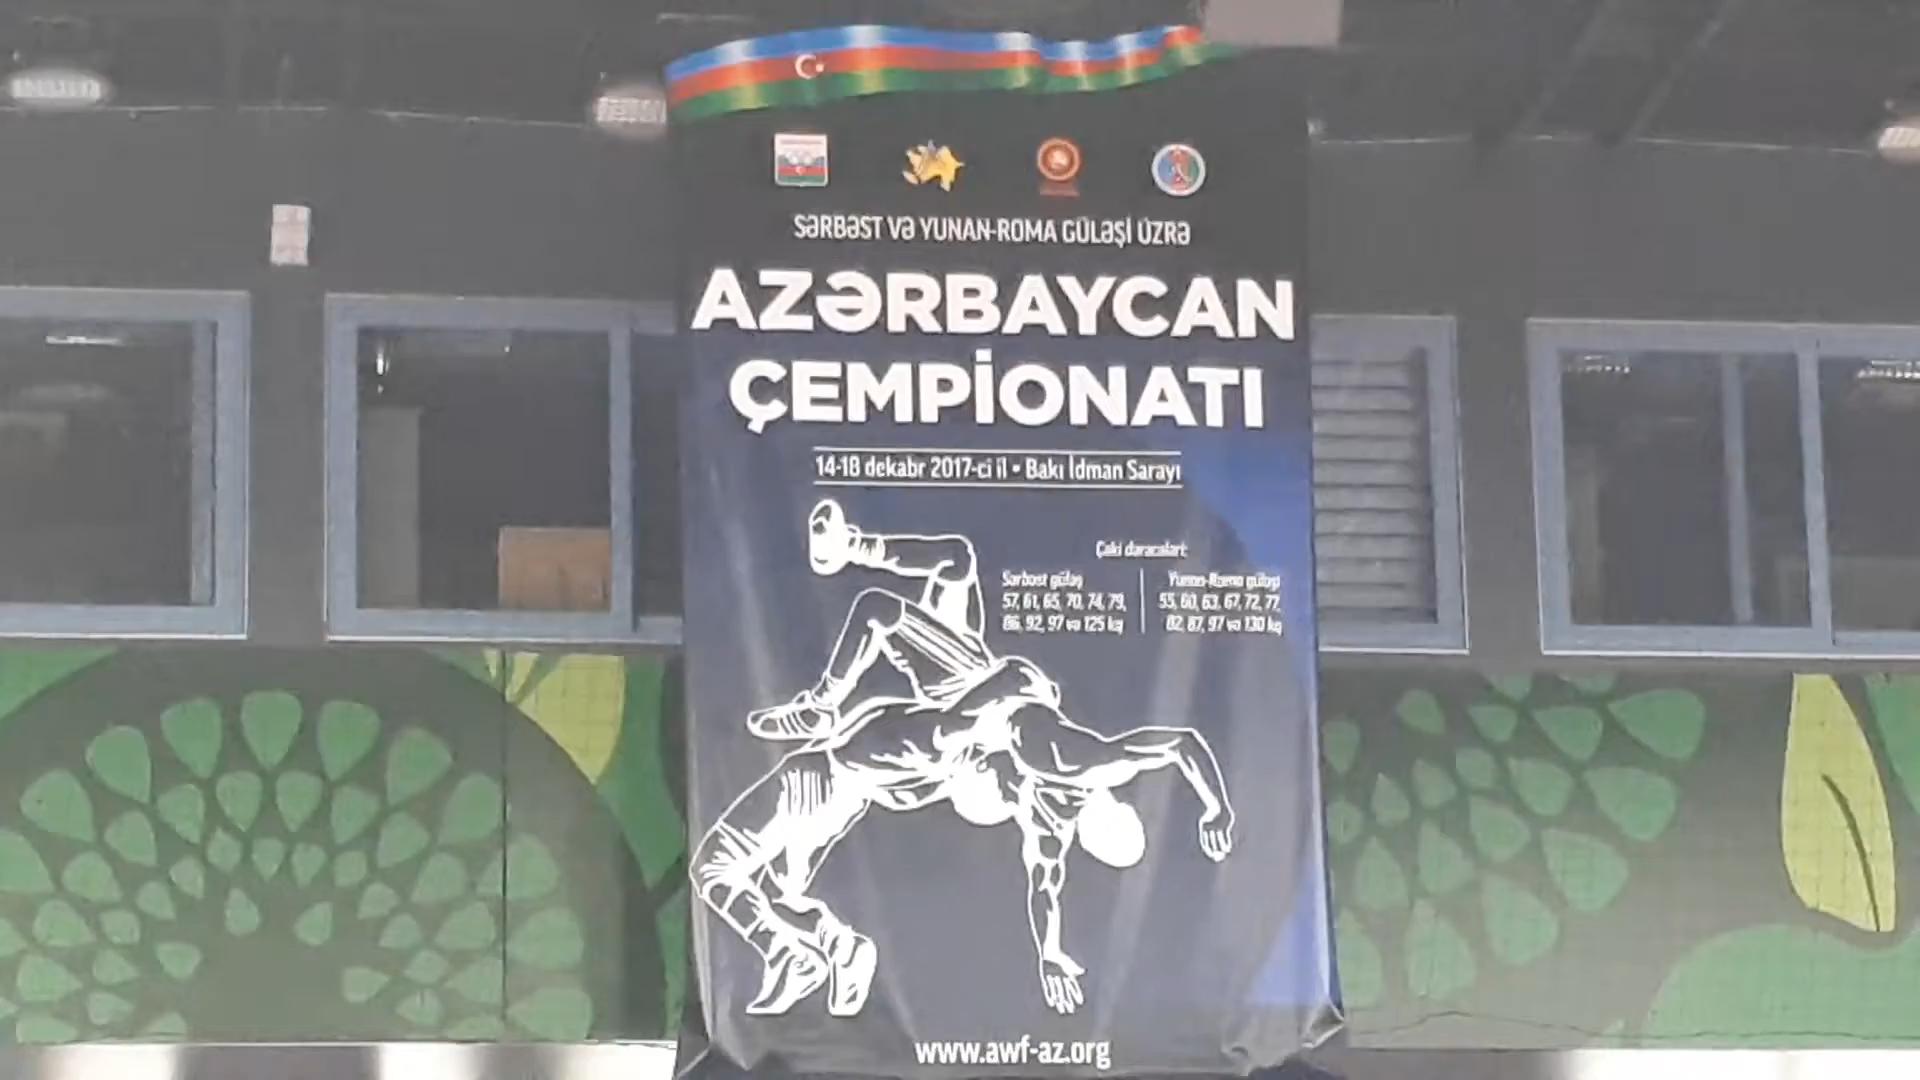 SƏRBƏST VƏ YUNAN-ROMA GÜLƏŞİ ÜZRƏ
AZƏRBAYCAN
ÇEMPİONATI
14-18 dekabr 2017-ci il • Bakı İdman Sarayı
Çəki dərəcələri:
Sərbəst güləş
57, 61, 65, 70, 74, 79,
86, 92, 97 və 125 kq
Yunan-Roma güləşi
55, 60, 63, 67, 72, 77,
82, 87, 97 və 130 kq
www.awf-az.org